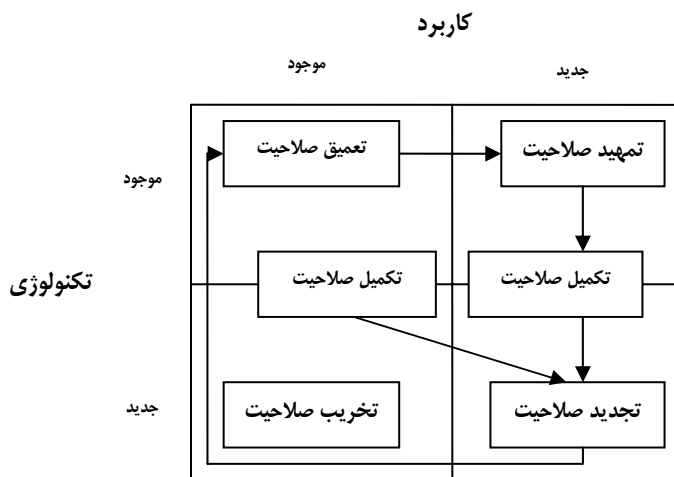 کاربرد
جدید
موجود
تمهید صلاحیت
تعمیق صلاحیت
موجود
تکمیل صلاحیت
تکمیل صلاحیت
تکنولوژی
تجدید صلاحیت
تخریب صلاحیت
جدید